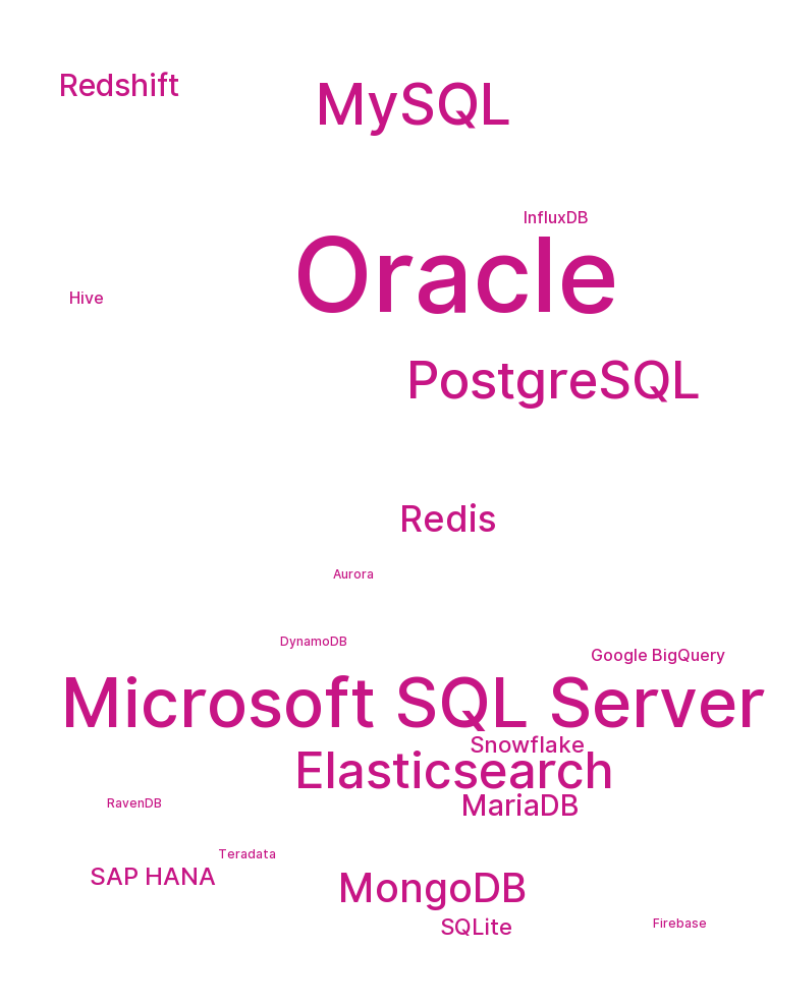 Redshift
MySQL
InfluxDB
Oracle
Hive
PostgreSQL
Redis
Aurora
DynamoDB
Google BigQuery
Microsoft SQL Server
Snowflake
Elasticsearch
MariaDB
RavenDB
Teradata
SAP HANA
MongoDB
SQLite
Firebase